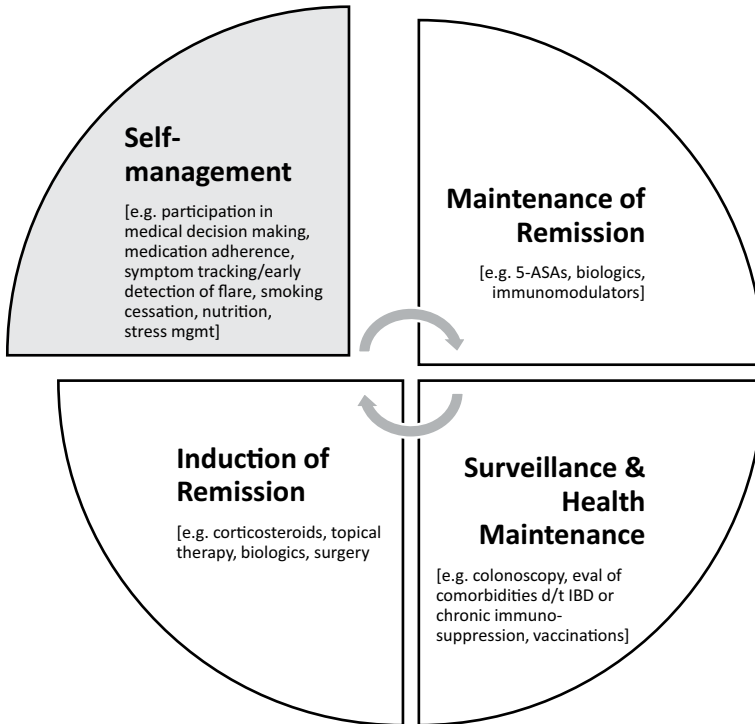 Self-
management
[e.g. participation in
medical decision making,
medication adherence,
symptom tracking/early
detection of flare, smoking
cessation, nutrition,
stress mgmt]
Maintenance of
Remission
[e.g. 5-ASAs, biologics,
immunomodulators]
Induction of
Remission
[e.g. corticosteroids, topical
therapy, biologics, surgery
Surveillance &
Health
Maintenance
[e.g. colonoscopy, eval of
comorbidities d/t IBD or
chronic immuno-
suppression, vaccinations]